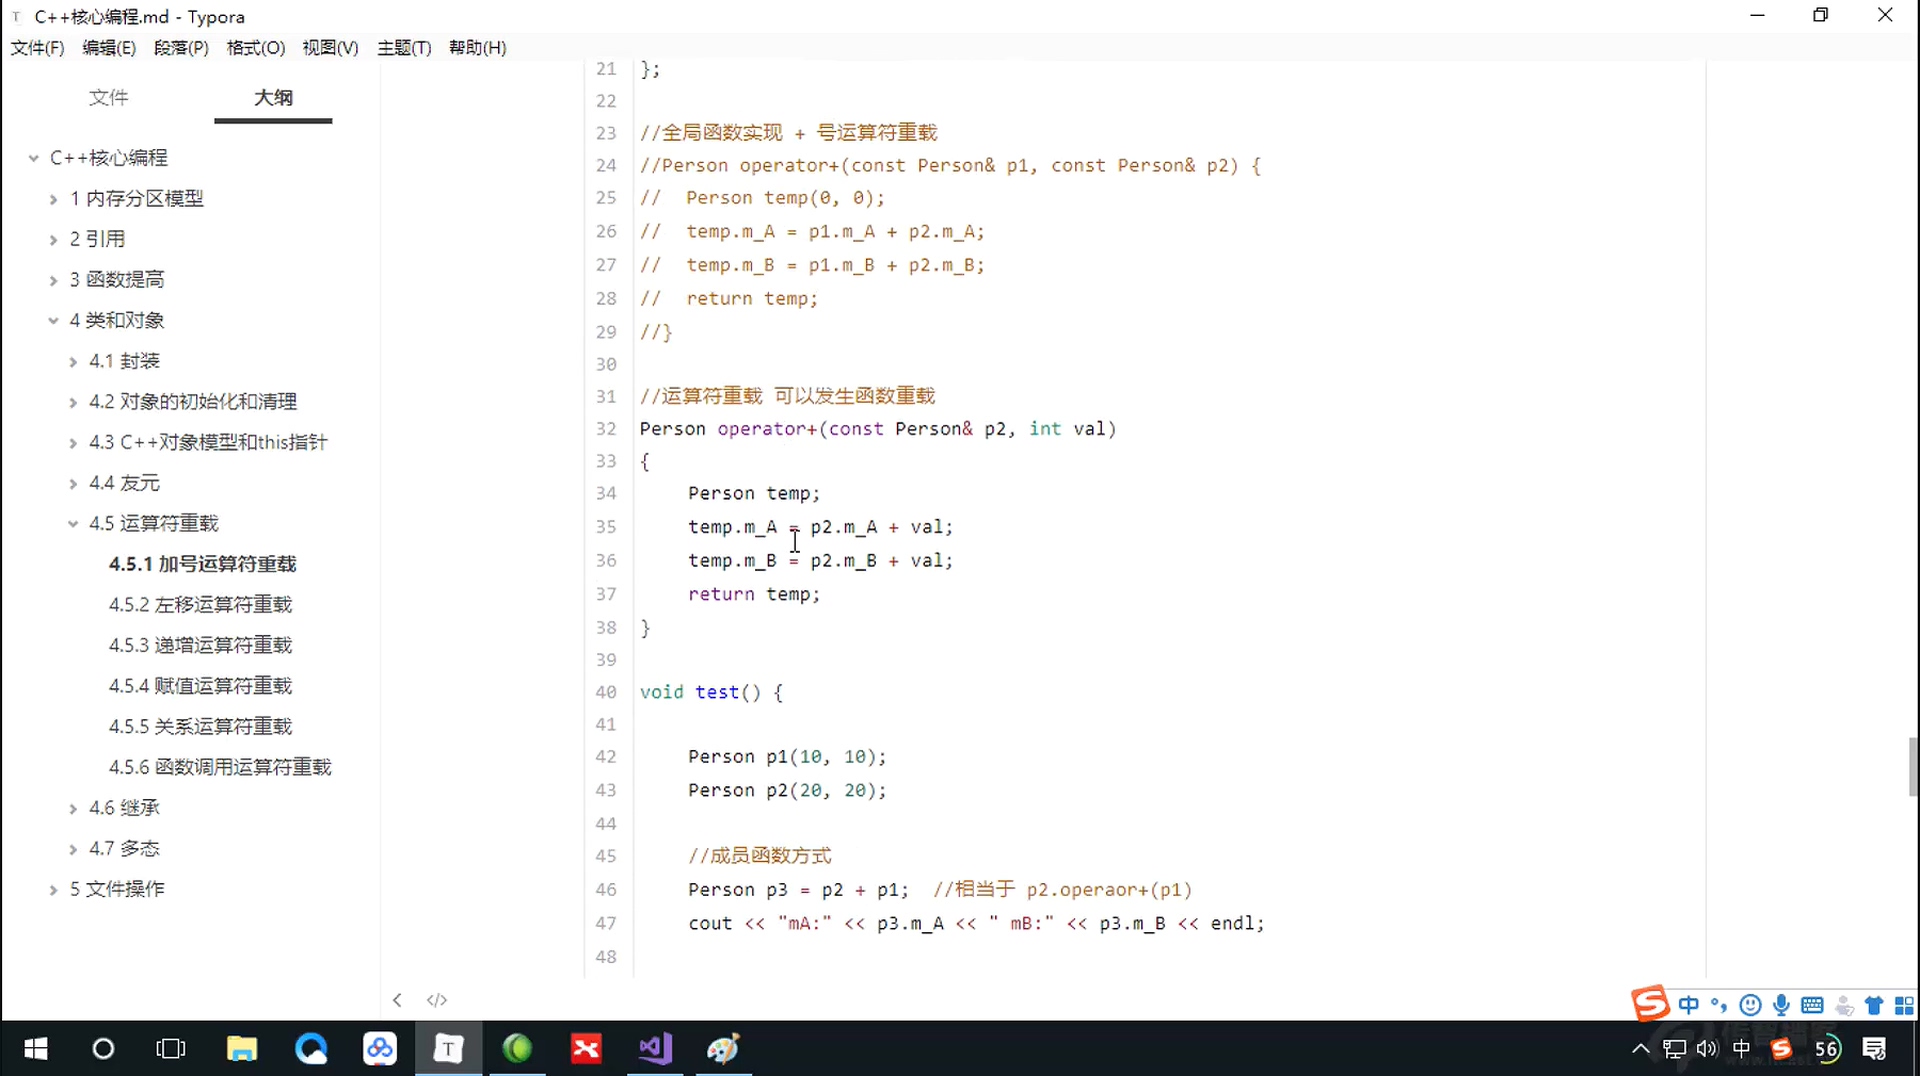 C++核心编程.md - Typora
文件(F) 编辑(E) 段落(P) 格式(O) 视图(V) 主题(T) 帮助(H)
文件 大纲
C++核心编程
1 内存分区模型
2 引用
3 函数提高
4 类和对象
4.1 封装
4.2 对象的初始化和清理
4.3 C++对象模型和this指针
4.4 友元
4.5 运算符重载
4.5.1 加号运算符重载
4.5.2 左移运算符重载
4.5.3 递增运算符重载
4.5.4 赋值运算符重载
4.5.5 关系运算符重载
4.5.6 函数调用运算符重载
4.6 继承
4.7 多态
5 文件操作
21 };
22
23 //全局函数实现 + 号运算符重载
24 //Person operator+(const Person& p1, const Person& p2) {
25 // Person temp(0, 0);
26 // temp.m_A = p1.m_A + p2.m_A;
27 // temp.m_B = p1.m_B + p2.m_B;
28 // return temp;
29 //}
30
31 //运算符重载 可以发生函数重载
32 Person operator+(const Person& p2, int val)
33 {
34 Person temp;
35 temp.m_A = p2.m_A + val;
36 temp.m_B = p2.m_B + val;
37 return temp;
38 }
39
40 void test() {
41
42 Person p1(10, 10);
43 Person p2(20, 20);
44
45 //成员函数方式
46 Person p3 = p2 + p1; //相当于 p2.operaor+(p1)
47 cout << "mA:" << p3.m_A << " mB:" << p3.m_B << endl;
48
中
中 56